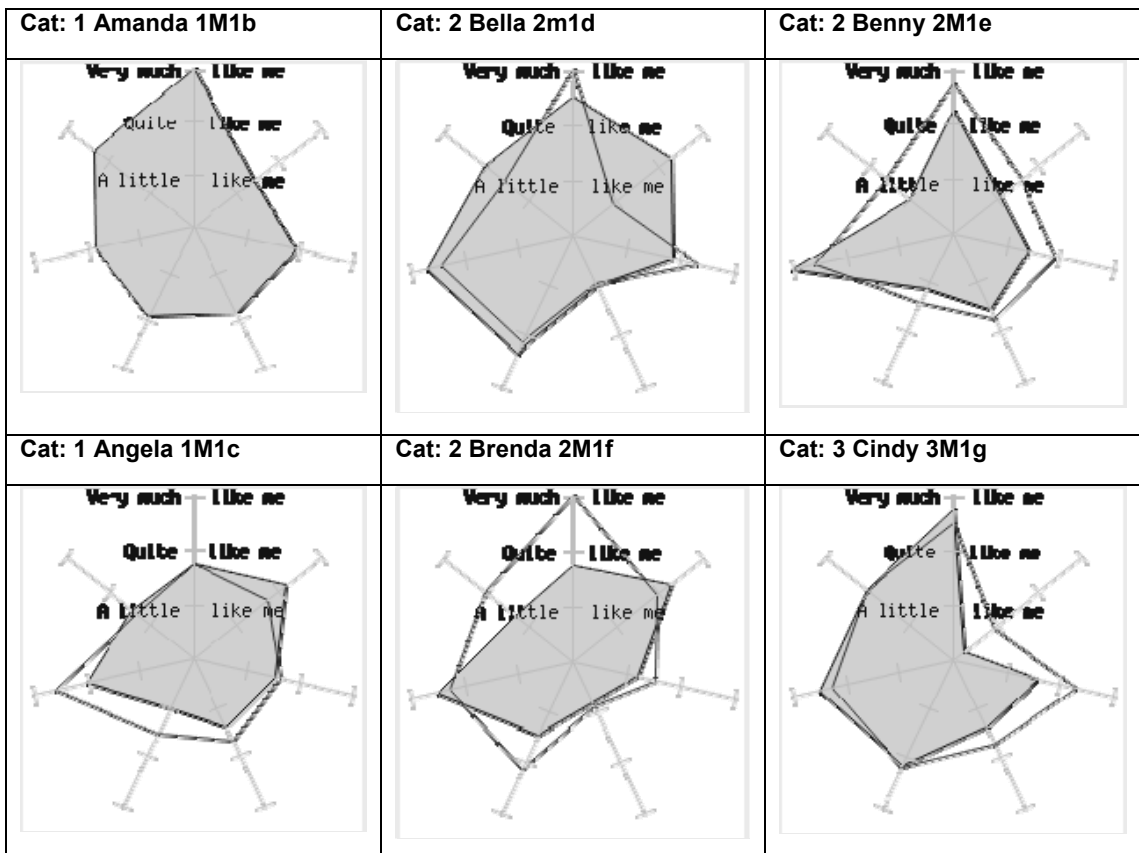 Cat: 1 Amanda 1M1b
Cat: 2 Bella 2m1d
Cat: 2 Benny 2M1e
Very much like me
Quite like me
A little like me
Very much like me
Quite like me
A little like me
Very much like me
Quite like me
A little like me
Cat: 1 Angela 1M1c
Cat: 2 Brenda 2M1f
Cat: 3 Cindy 3M1g
Very much like me
Quite like me
A little like me
Very much like me
Quite like me
A little like me
Very much like me
Quite like me
A little like me